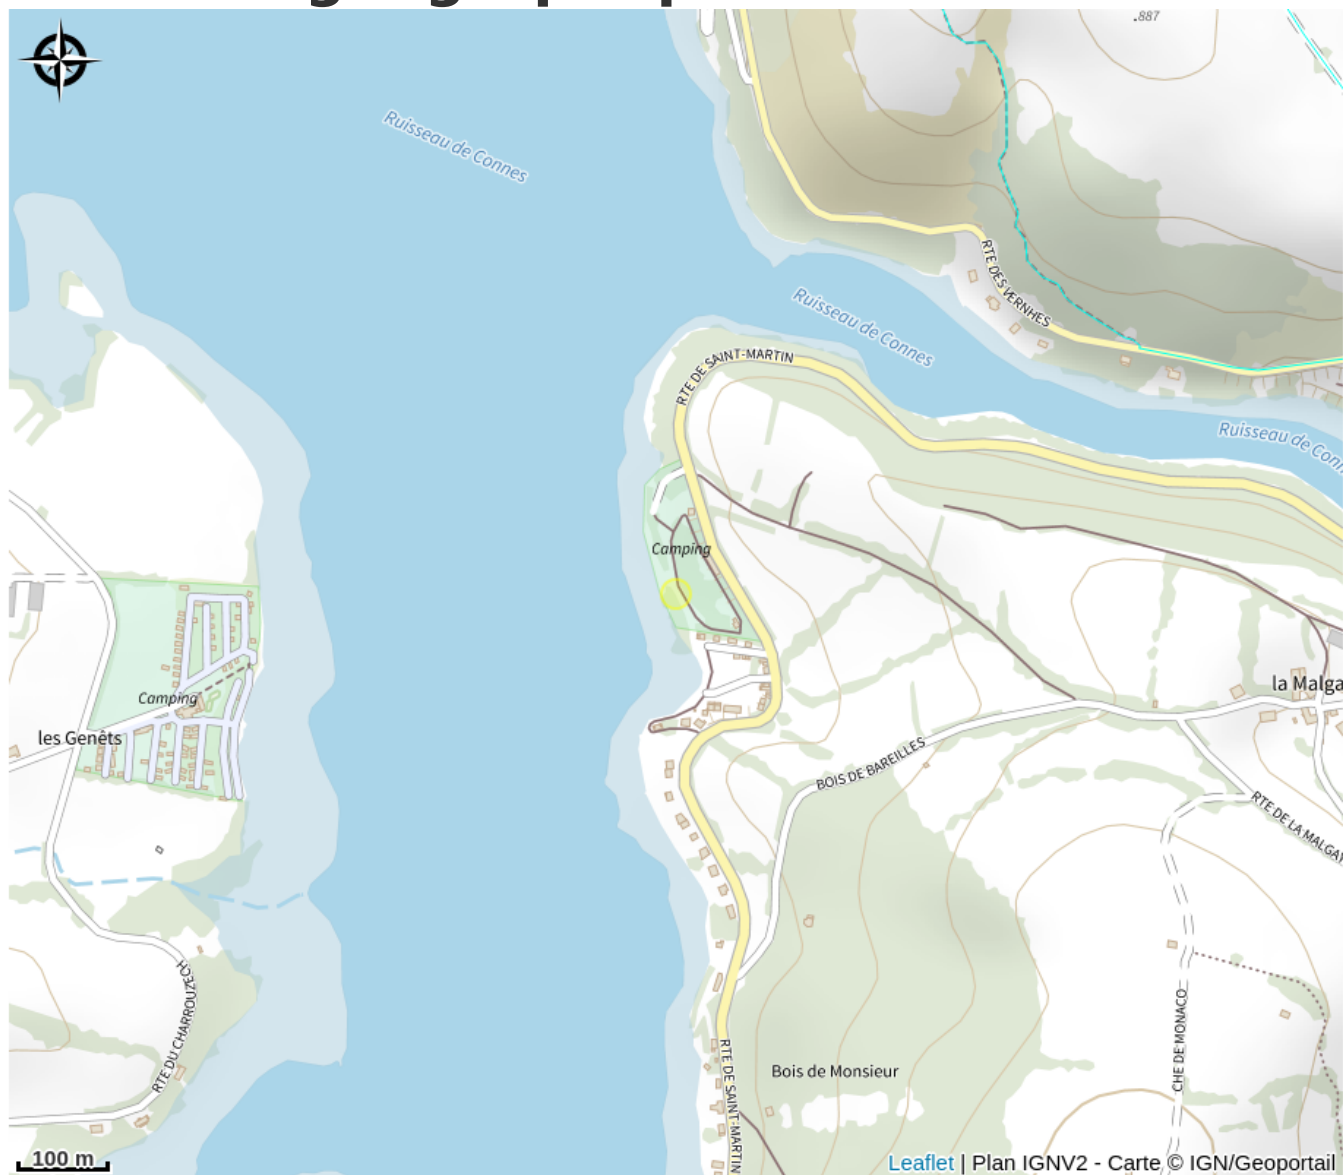 .887
Ruisseau de Connes
RTE DES VERNHES
Ruisseau de Connes
RTE DE SAINT-MARTIN
Ruisseau de Conn
Camping
la Malga
Camping
les Genêts
BOIS DE BAREILLES
RTE DE LA MALGAY
RTE DU CHARROUZECH
CHE DE MONACO
RTE DE SAINT-MARTIN
Bois de Monsieur
100 m
Leaflet | Plan IGNV2 - Carte © IGN/Geoportail